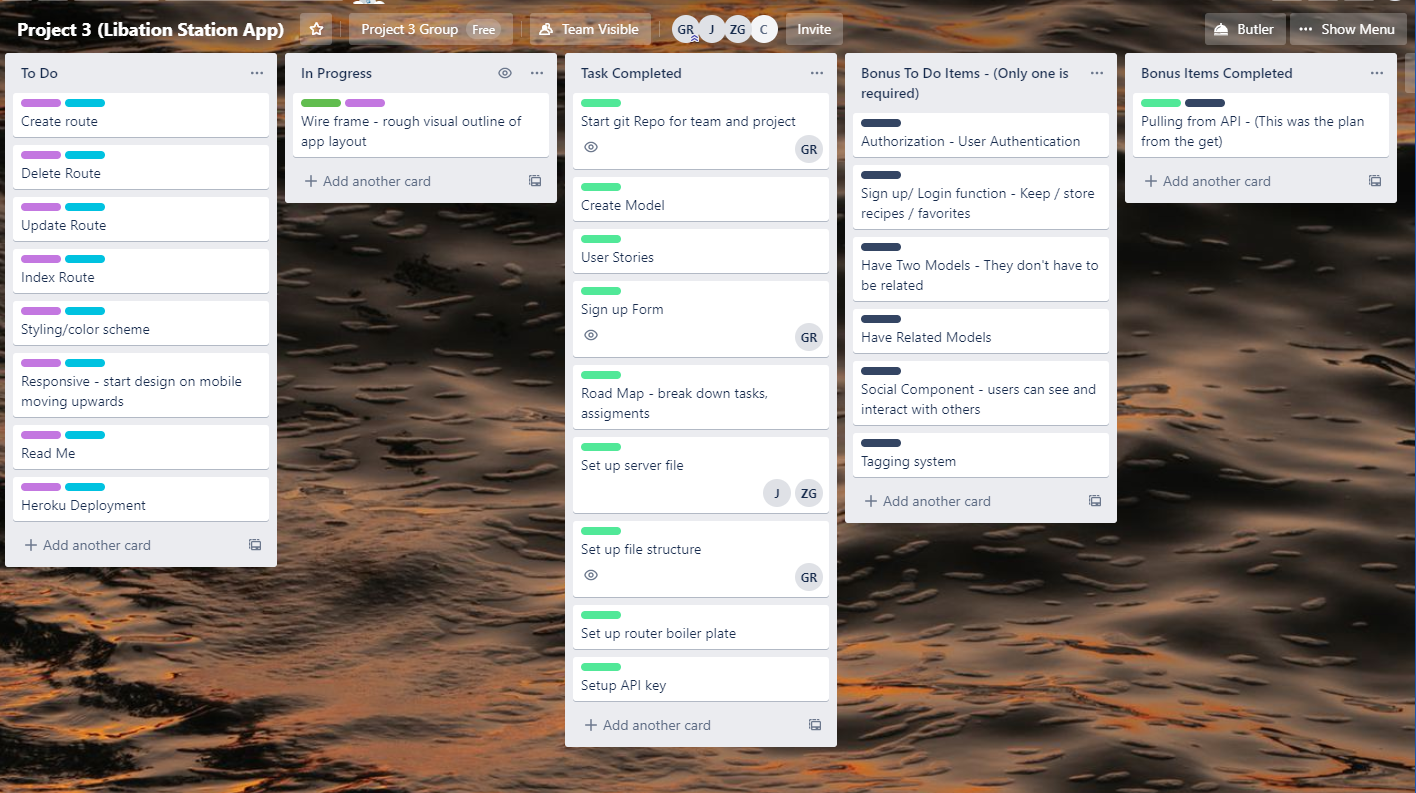 Project 3 (Libation Station App)
Project 3 Group Free
Team Visible
GR J ZG C
Invite
Butler
Show Menu
To Do
Create route
Delete Route
Update Route
Index Route
Styling/color scheme
Responsive - start design on mobile
moving upwards
Read Me
Heroku Deployment
+ Add another card
In Progress
Wire frame - rough visual outline of
app layout
+ Add another card
Task Completed
Start git Repo for team and project
GR
Create Model
User Stories
Sign up Form
GR
Road Map - break down tasks,
assigments
Set up server file
J ZG
Set up file structure
GR
Set up router boiler plate
Setup API key
+ Add another card
Bonus To Do Items - (Only one is
required)
Authorization - User Authentication
Sign up/ Login function - Keep / store
recipes / favorites
Have Two Models - They don't have to
be related
Have Related Models
Social Component - users can see and
interact with others
Tagging system
+ Add another card
Bonus Items Completed
Pulling from API - (This was the plan
from the get)
+ Add another card